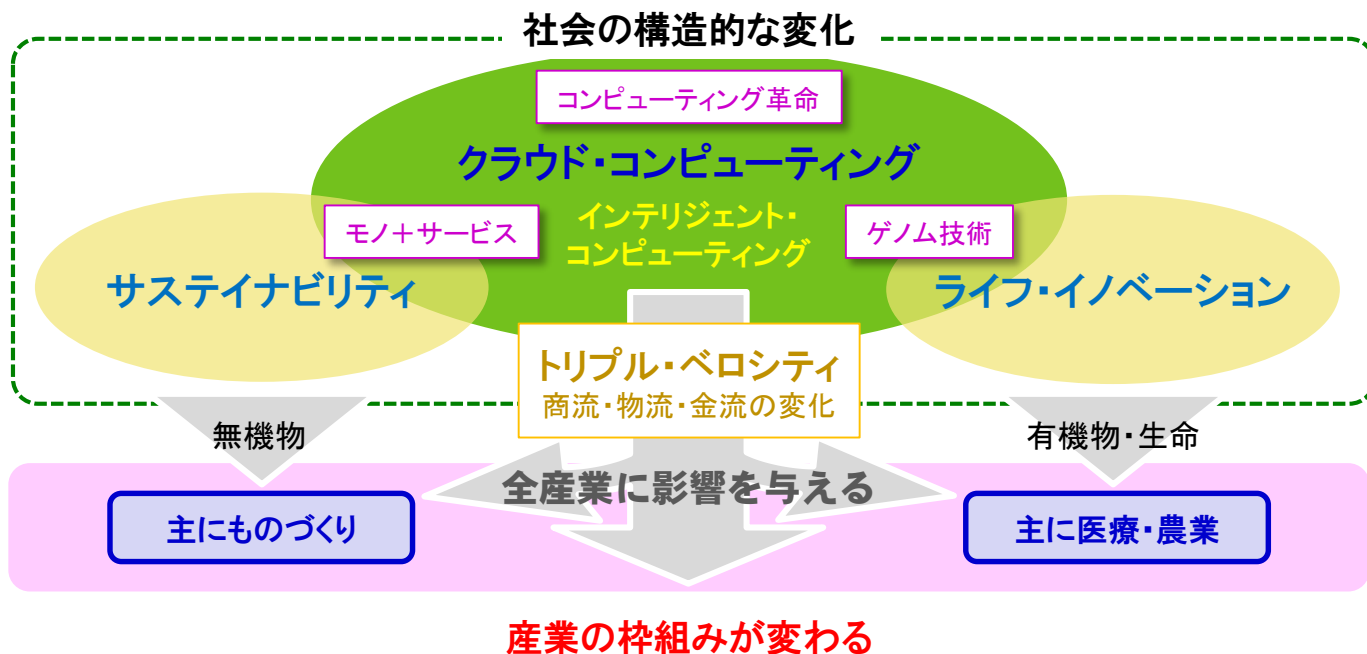 社会の構造的な変化
コンピューティング革命
クラウド・コンピューティング
モノ＋サービス
インテリジェント・
コンピューティング
ゲノム技術
サステイナビリティ
ライフ・イノベーション
トリプル・ベロシティ
商流・物流・金流の変化
無機物
有機物・生命
全産業に影響を与える
主にものづくり
主に医療・農業
産業の枠組みが変わる